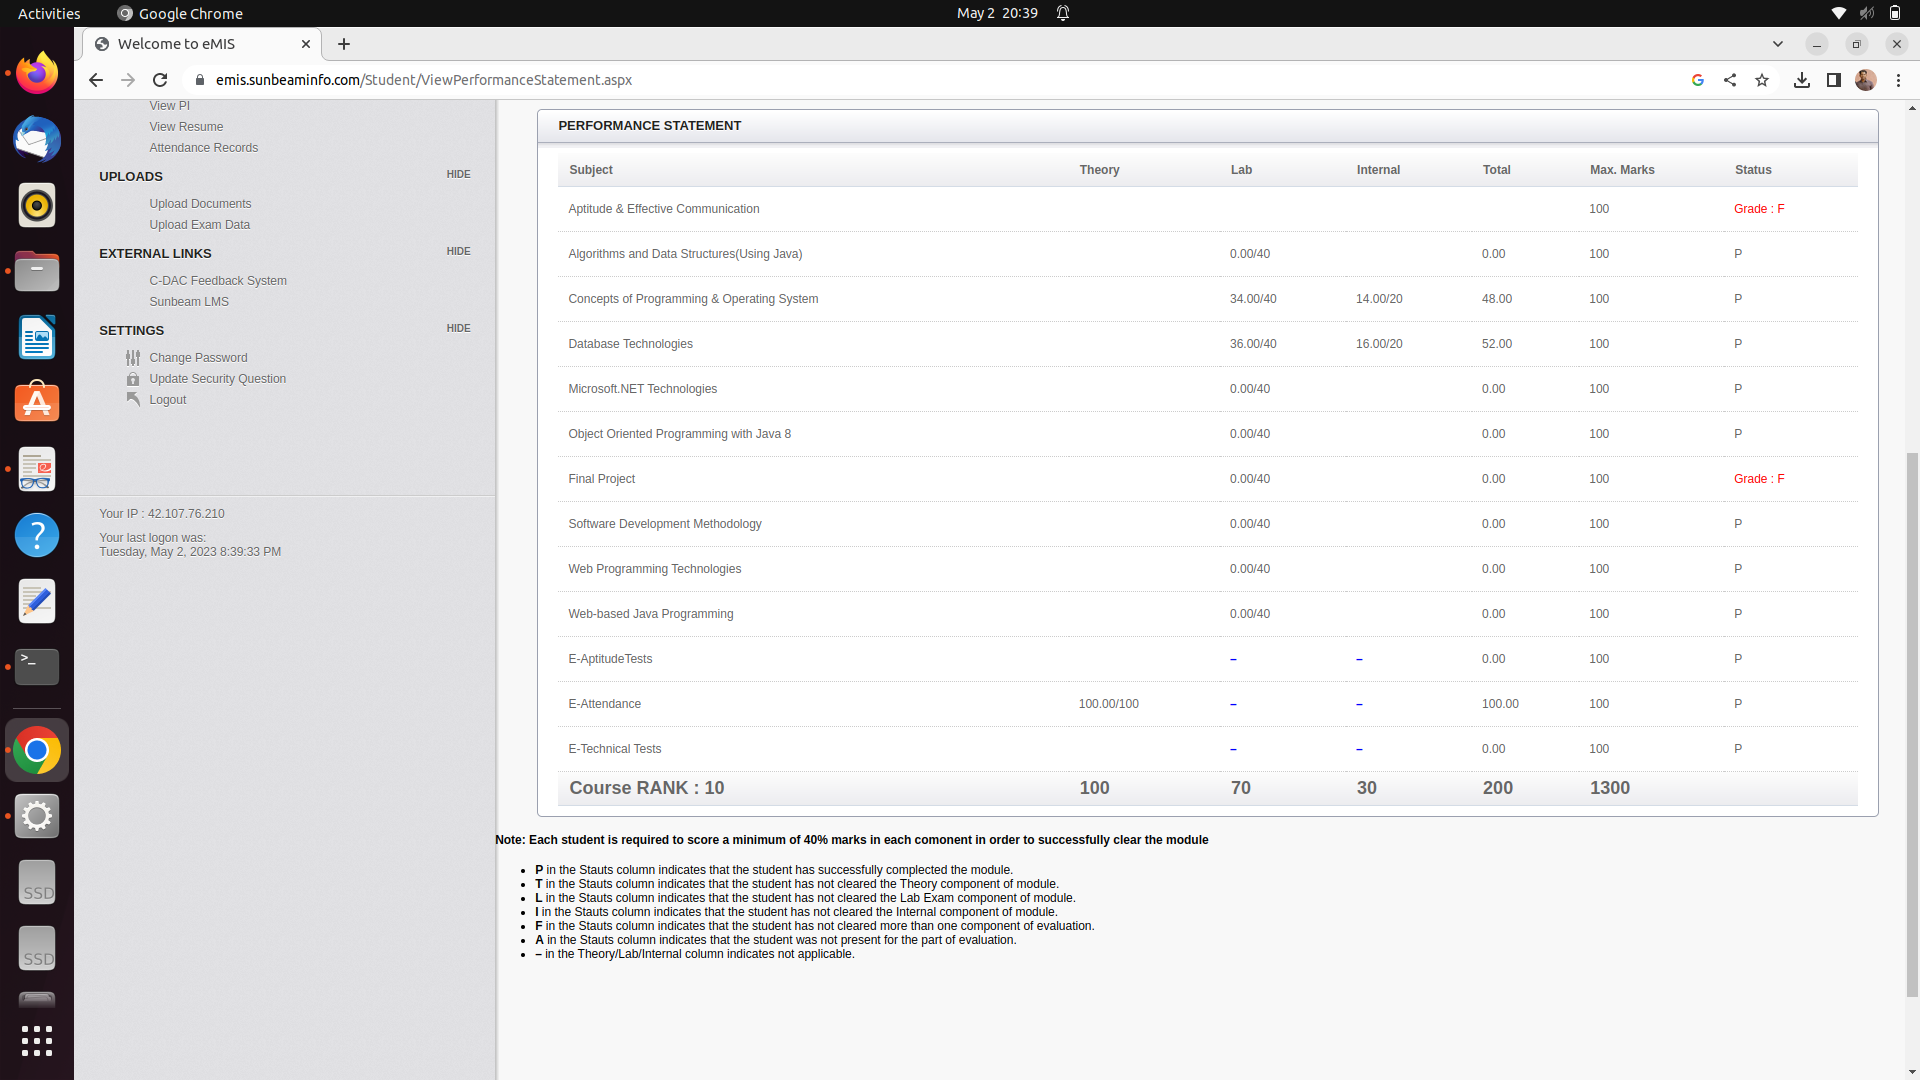 Activities Google Chrome May 2 20:39
Welcome to eMIS
emis.sunbeaminfo.com/Student/ViewPerformanceStatement.aspx
View PI
View Resume
Attendance Records
UPLOADS HIDE
Upload Documents
Upload Exam Data
EXTERNAL LINKS HIDE
C-DAC Feedback System
Sunbeam LMS
SETTINGS HIDE
Change Password
Update Security Question
Logout
Your IP : 42.107.76.210
Your last logon was:
Tuesday, May 2, 2023 8:39:33 PM
SSD
SSD
PERFORMANCE STATEMENT
Subject Theory Lab Internal Total Max. Marks Status
Aptitude & Effective Communication 100 Grade : F
Algorithms and Data Structures(Using Java) 0.00/40 0.00 100 P
Concepts of Programming & Operating System 34.00/40 14.00/20 48.00 100 P
Database Technologies 36.00/40 16.00/20 52.00 100 P
Microsoft.NET Technologies 0.00/40 0.00 100 P
Object Oriented Programming with Java 8 0.00/40 0.00 100 P
Final Project 0.00/40 0.00 100 Grade : F
Software Development Methodology 0.00/40 0.00 100 P
Web Programming Technologies 0.00/40 0.00 100 P
Web-based Java Programming 0.00/40 0.00 100 P
E-AptitudeTests – – 0.00 100 P
E-Attendance 100.00/100 – – 100.00 100 P
E-Technical Tests – – 0.00 100 P
Course RANK : 10 100 70 30 200 1300
Note: Each student is required to score a minimum of 40% marks in each comonent in order to successfully clear the module
• P in the Stauts column indicates that the student has successfully complected the module.
• T in the Stauts column indicates that the student has not cleared the Theory component of module.
• L in the Stauts column indicates that the student has not cleared the Lab Exam component of module.
• I in the Stauts column indicates that the student has not cleared the Internal component of module.
• F in the Stauts column indicates that the student has not cleared more than one component of evaluation.
• A in the Stauts column indicates that the student was not present for the part of evaluation.
• – in the Theory/Lab/Internal column indicates not applicable.